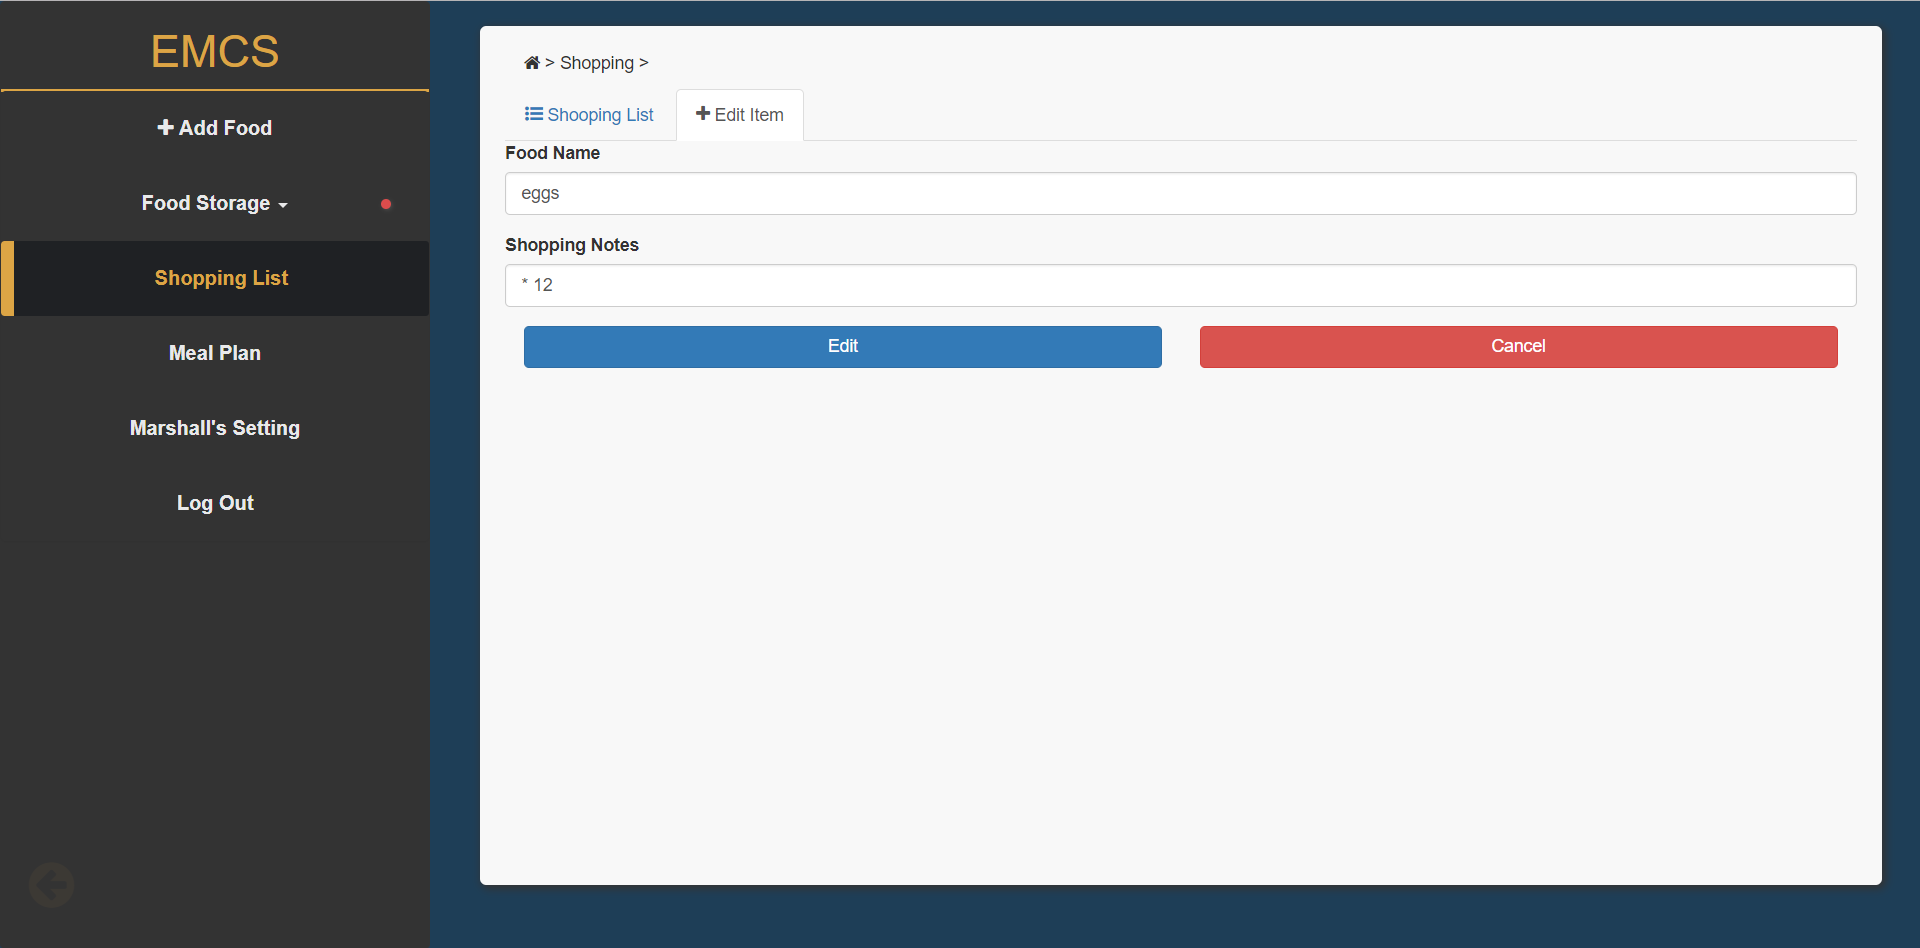 EMCS
Add Food
Food Storage
Shopping List
Meal Plan
Marshall's Setting
Log Out
> Shopping >
Shooping List
Edit Item
Food Name
eggs
Shopping Notes
* 12
Edit
Cancel